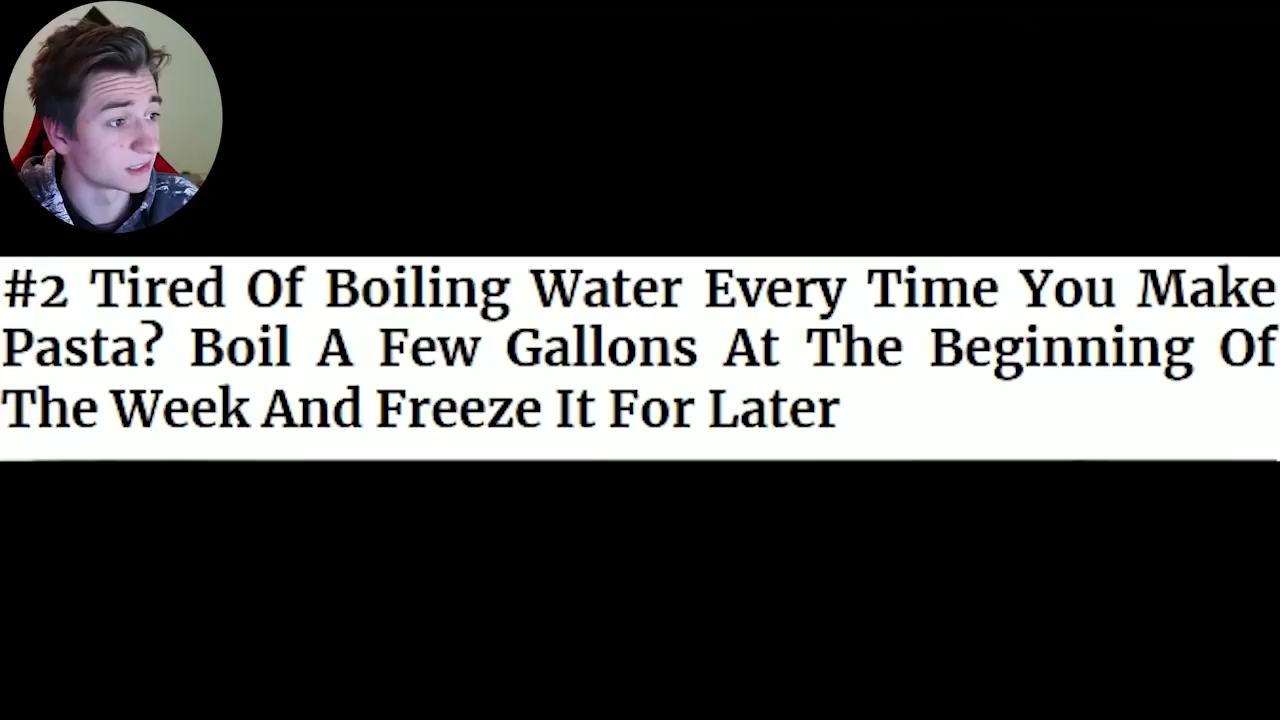 #2 Tired Of Boiling Water Every Time You Make
Pasta? Boil A Few Gallons At The Beginning Of
The Week And Freeze It For Later